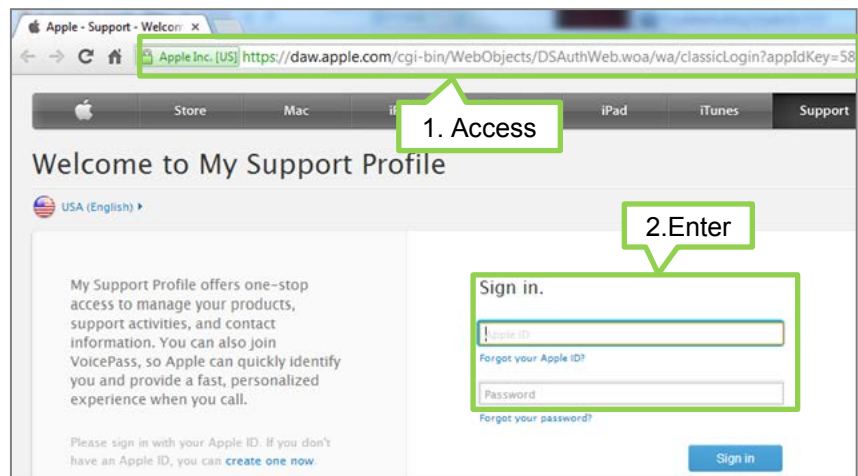 Apple - Support - Welcom ×
Apple Inc. [US] https://daw.apple.com/cgi-bin/WebObjects/DSAuthWeb.woa/wa/classicLogin?appIdKey=58
Store Mac iPad iTunes Support
1. Access
Welcome to My Support Profile
USA (English)
2.Enter
My Support Profile offers one-stop
access to manage your products,
support activities, and contact
information. You can also join
VoicePass, so Apple can quickly identify
you and provide a fast, personalized
experience when you call.
Please sign in with your Apple ID. If you don't
have an Apple ID, you can create one now.
Sign in.
Apple ID
Forgot your Apple ID?
Password
Forgot your password?
Sign in